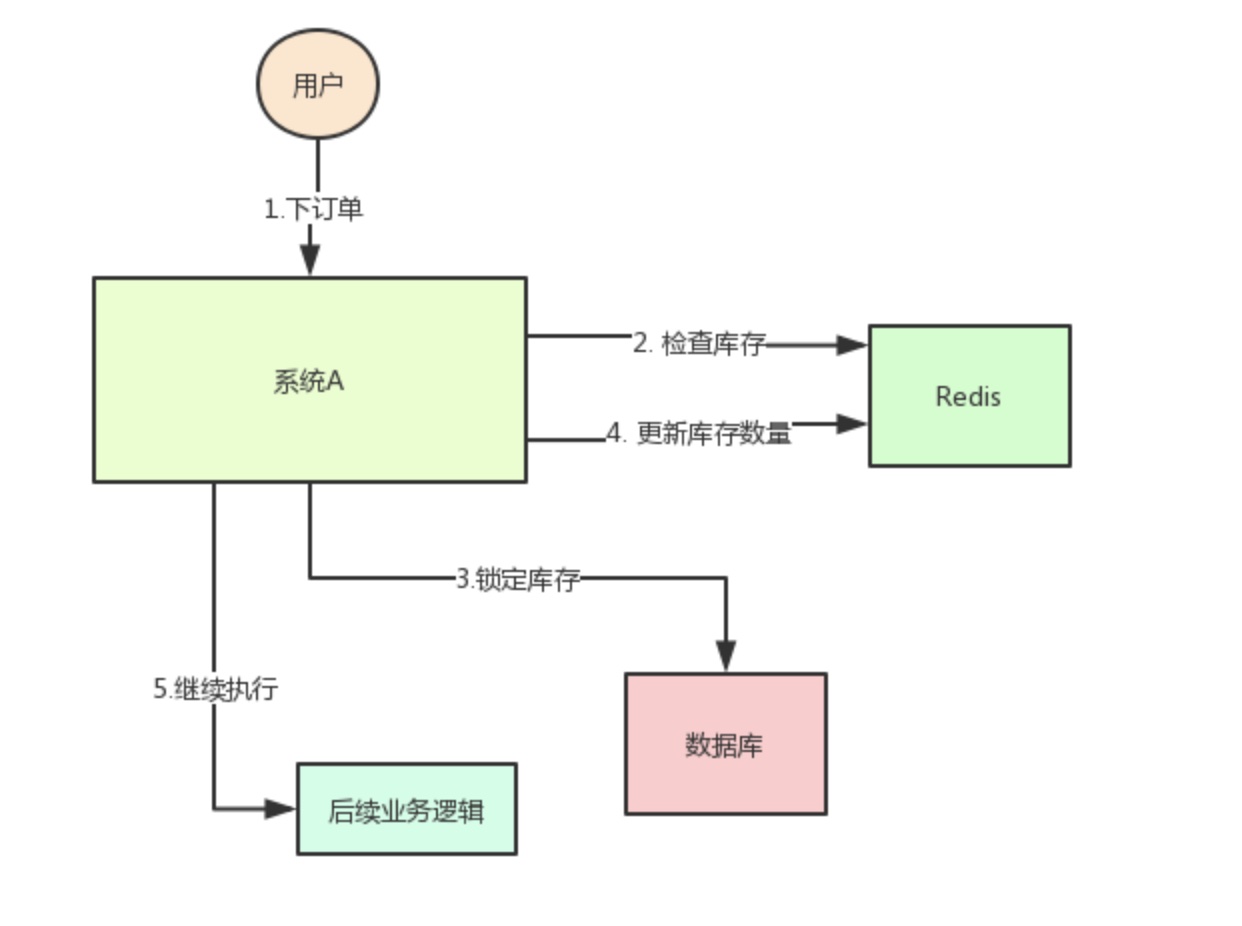 用户
1.下订单
系统A
2. 检查库存
Redis
4. 更新库存数量
3.锁定库存
5.继续执行
数据库
后续业务逻辑